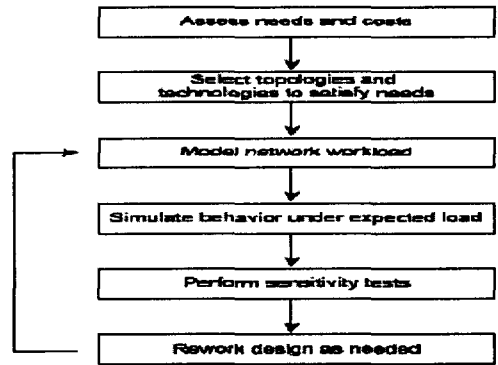 Assess needs and costs
Select topologies and
technologies to satisfy needs
Model network workload
Simulate behavior under expected load
Perform sensitivity tests
Rework design as needed